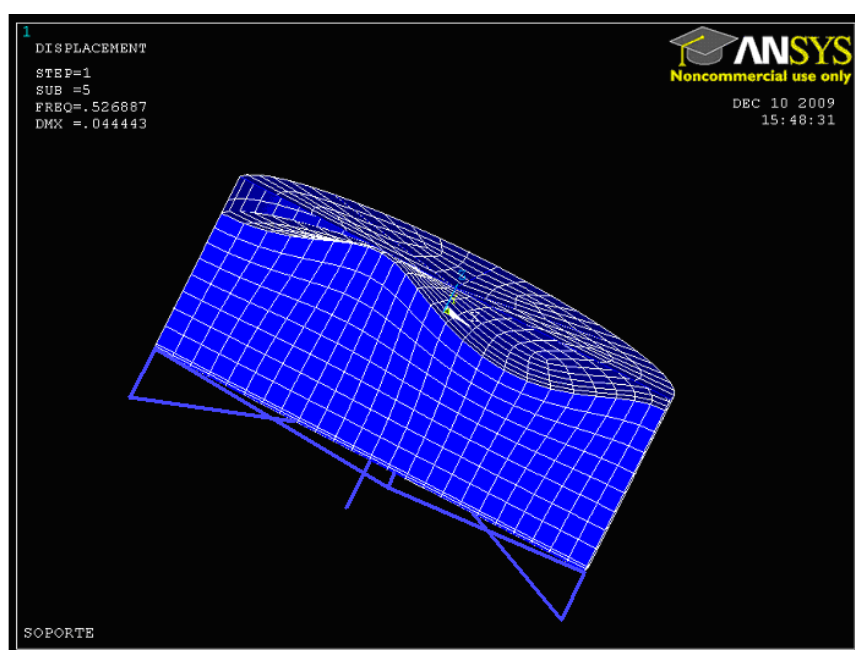 1
DISPLACEMENT
STEP=1
SUB =5
FREQ=.526887
DMX =.044443
ANSYS
Noncommercial use only
DEC 10 2009
15:48:31
SOPORTE